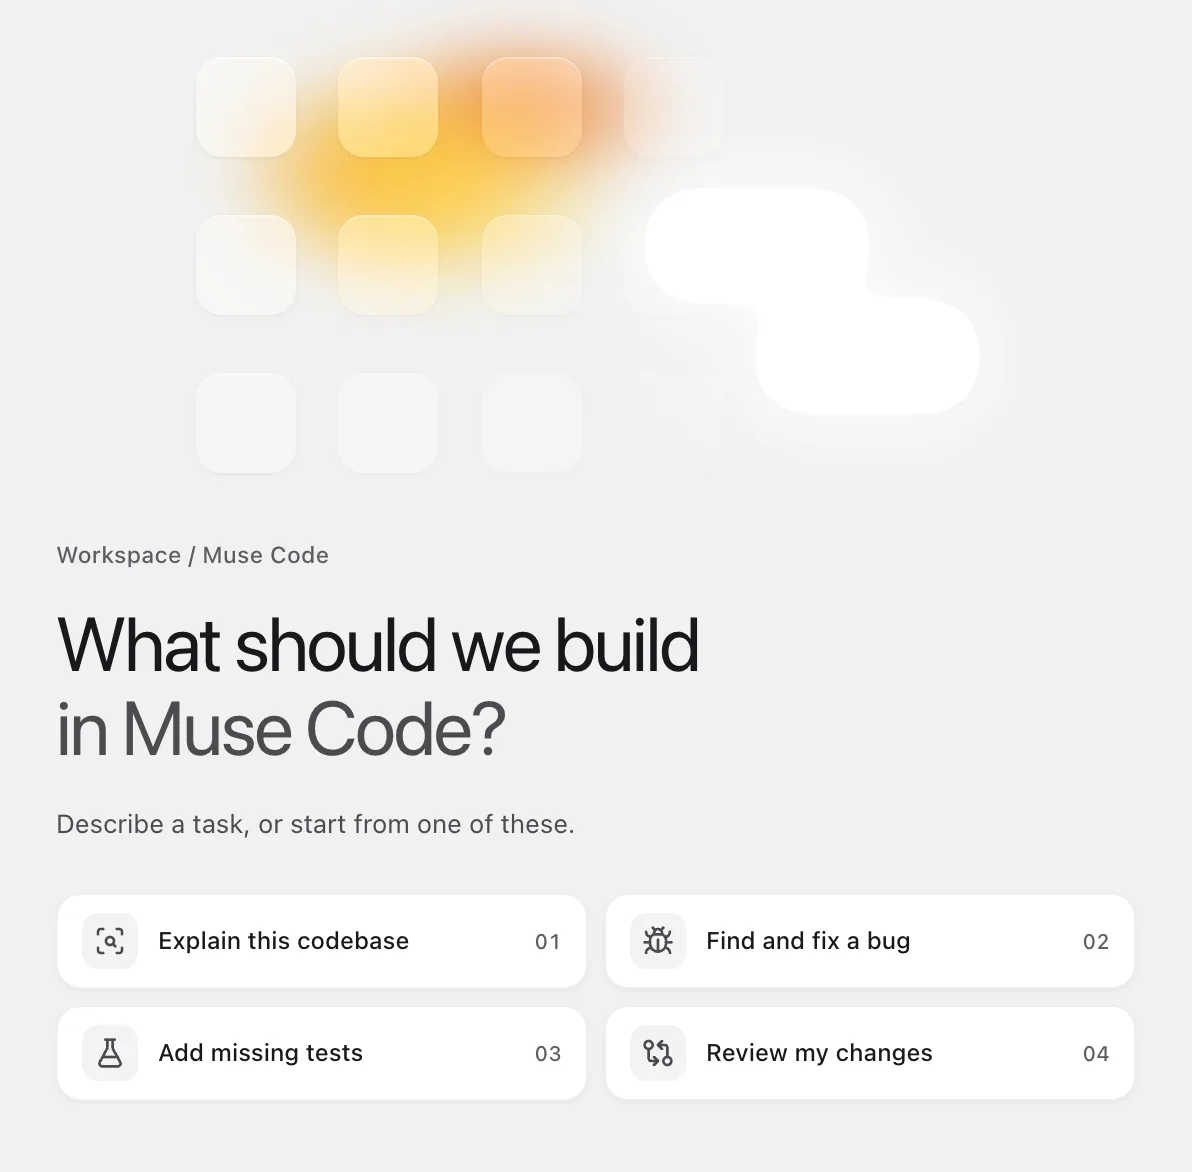 Workspace / Muse Code
What should we build
in Muse Code?
Describe a task, or start from one of these.
Explain this codebase 01
Find and fix a bug 02
Add missing tests 03
Review my changes 04